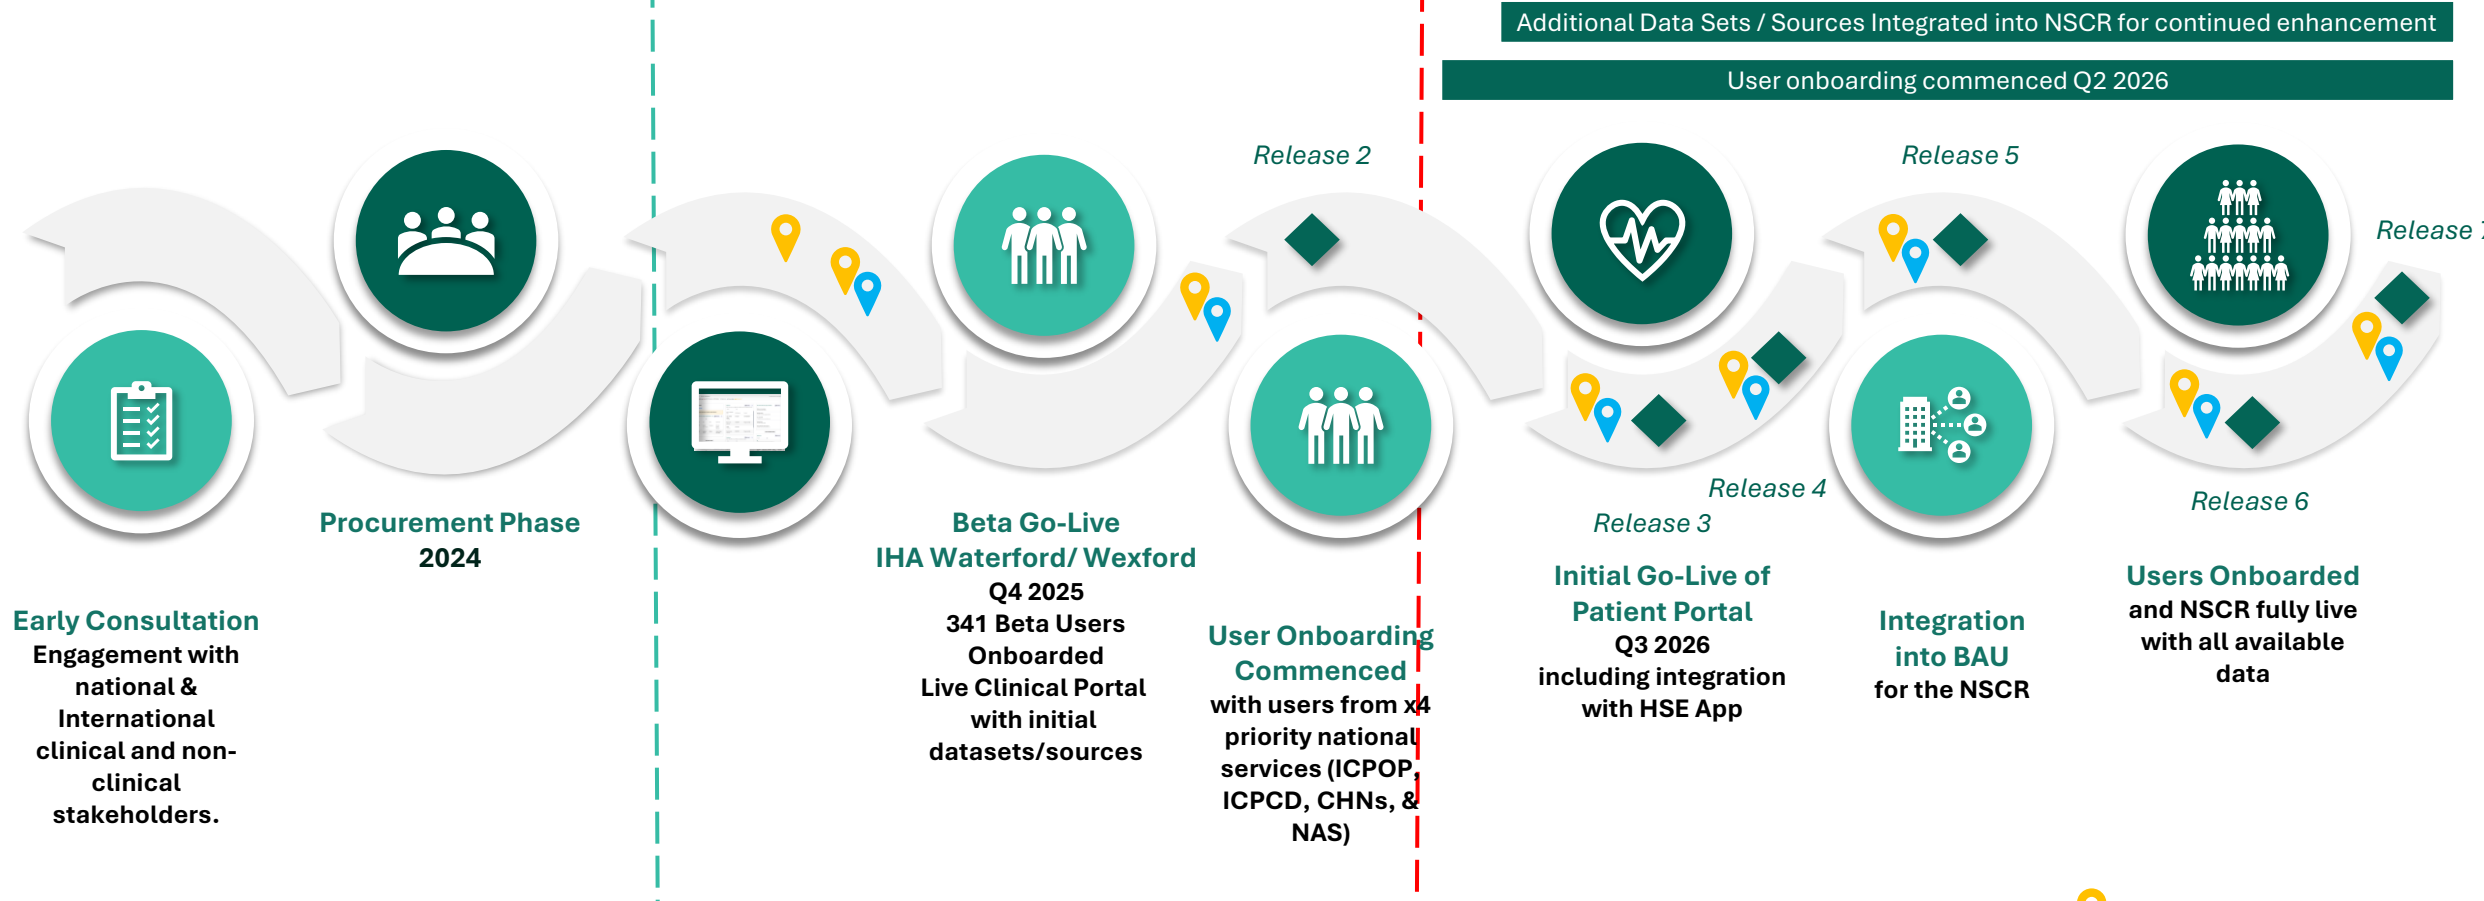 Additional Data Sets / Sources Integrated into NSCR for continued enhancement
User onboarding commenced Q2 2026
Release 2
Release 5
Release 7
Release 4
Release 3
Release 6
Early Consultation
Engagement with
national &
International
clinical and non-
clinical
stakeholders.
Procurement Phase
2024
Beta Go-Live
IHA Waterford/ Wexford
Q4 2025
341 Beta Users
Onboarded
Live Clinical Portal
with initial
datasets/sources
User Onboarding
Commenced
with users from x4
priority national
services (ICPOP,
ICPCD, CHNs, &
NAS)
Initial Go-Live of
Patient Portal
Q3 2026
including integration
with HSE App
Integration
into BAU
for the NSCR
Users Onboarded
and NSCR fully live
with all available
data